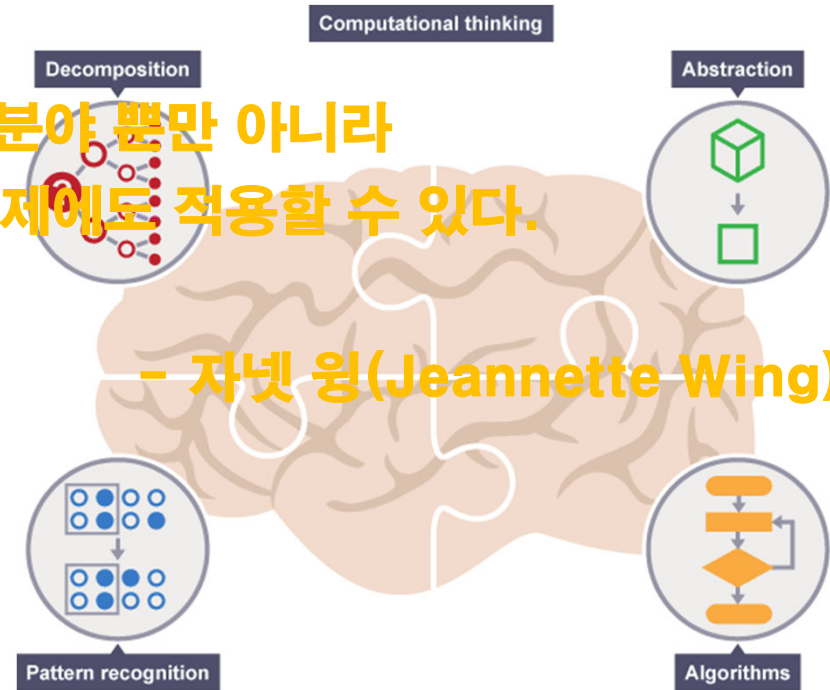 Computational thinking
Decomposition
Abstraction
분야 뿐만 아니라
제에도 적용할 수 있다.
- 자넷 윙(Jeannette Wing)
Pattern recognition
Algorithms